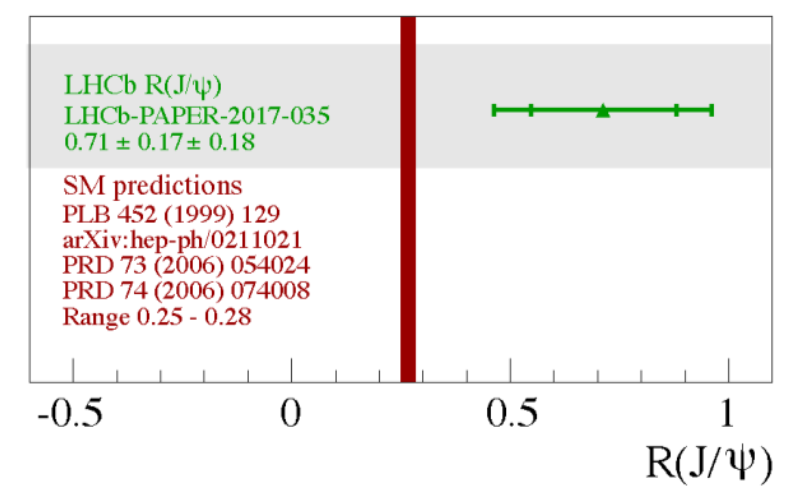 LHCb R(J/ψ)
LHCb-PAPER-2017-035
0.71 ± 0.17± 0.18
SM predictions
PLB 452 (1999) 129
arXiv:hep-ph/0211021
PRD 73 (2006) 054024
PRD 74 (2006) 074008
Range 0.25 - 0.28
-0.5 0 0.5 1
R(J/ψ)